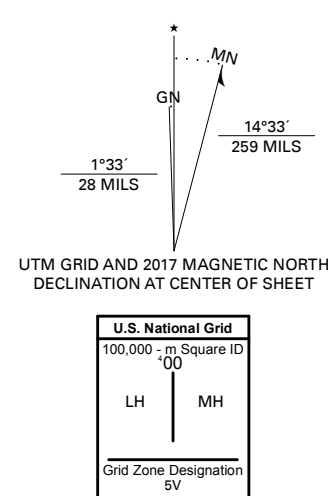 ★
MN
GN
14°33´
259 MILS
1°33´
28 MILS
UTM GRID AND 2017 MAGNETIC NORTH
DECLINATION AT CENTER OF SHEET
U.S. National Grid
100,000 - m Square ID
⁴00
LH MH
Grid Zone Designation
5V